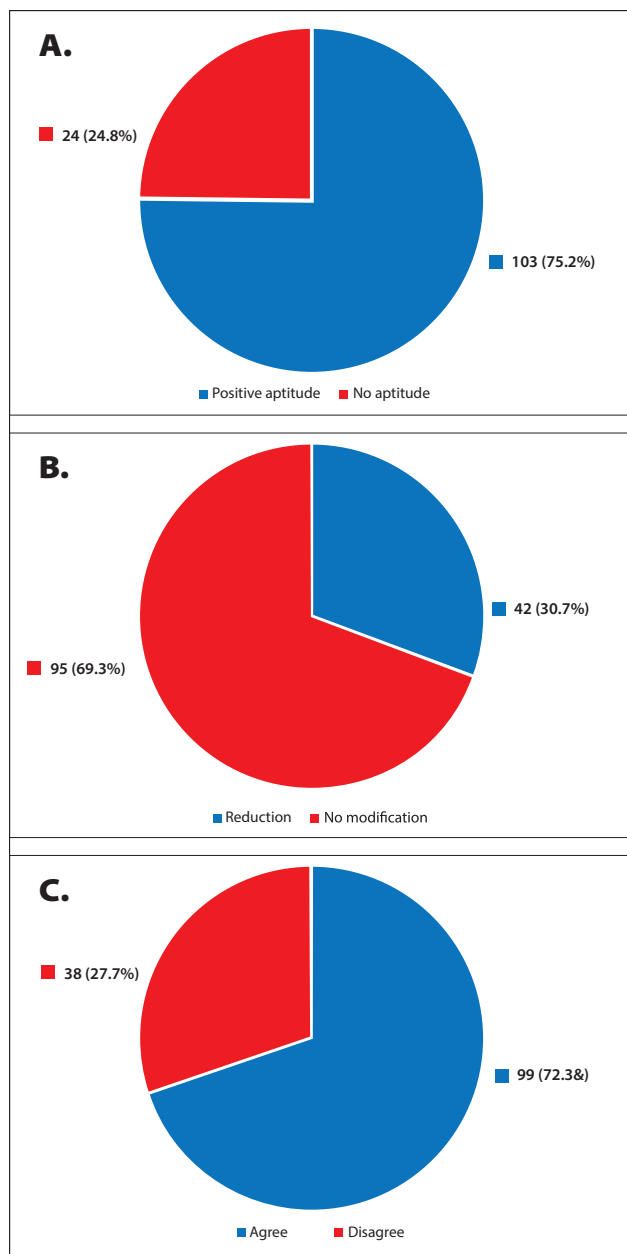 A.
24 (24.8%)
103 (75.2%)
Positive aptitude No aptitude
B.
42 (30.7%)
95 (69.3%)
Reduction No modification
C.
38 (27.7%)
99 (72.3&)
Agree Disagree